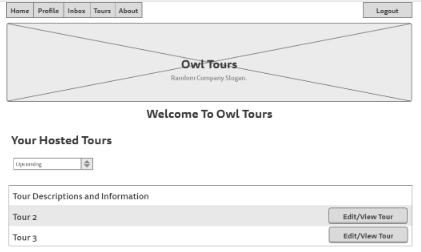 Home Profile Inbox Tours About Logout
Owl Tours
Random Company Slogan.
Welcome To Owl Tours
Your Hosted Tours
Upcoming
Tour Descriptions and Information
Tour 2 Edit/View Tour
Tour 3 Edit/View Tour